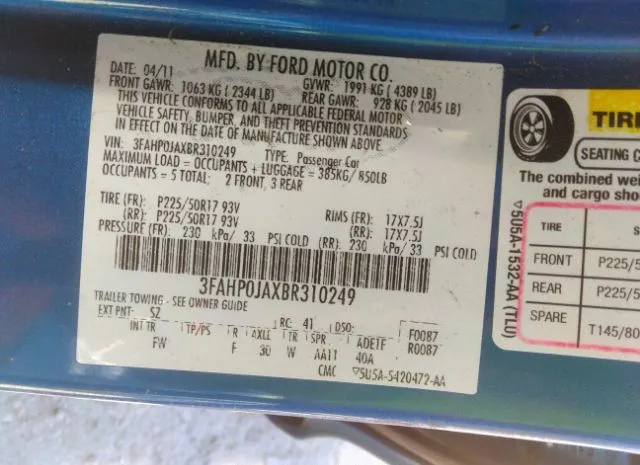 MFD. BY FORD MOTOR CO.
DATE: 04/11 GVWR: 1991 KG ( 4389 LB)
FRONT GAWR: 1063 KG ( 2344 LB) REAR GAWR: 928 KG ( 2045 LB)
THIS VEHICLE CONFORMS TO ALL APPLICABLE FEDERAL MOTOR
VEHICLE SAFETY, BUMPER, AND THEFT PREVENTION STANDARDS
IN EFFECT ON THE DATE OF MANUFACTURE SHOWN ABOVE.
VIN: 3FAHP0JAXBR310249 TYPE: Passenger Car
MAXIMUM LOAD = OCCUPANTS + LUGGAGE = 385KG/ 850LB
OCCUPANTS = 5 TOTAL: 2 FRONT, 3 REAR
TIRE (FR): P225/50R17 93V RIMS (FR): 17X7.5J
(RR): P225/50R17 93V (RR): 17X7.5J
PRESSURE (FR): 230 kPa/ 33 PSI COLD (RR): 230 kPa/ 33 PSI COLD
3FAHP0JAXBR310249
TRAILER TOWING - SEE OWNER GUIDE
EXT PNT: SZ RC: 41 DSO: F0087
INT TR TP/PS R AXLE TR SPR ADETF R0087
FW F 30 W AA11 40A
CMC ▽5U5A-5420472-AA
TIRE
SEATING
The combined
and cargo
TIRE
FRONT P225/50
REAR P225/50
SPARE T145/80
▽5U5A-1532-AA (TLU)